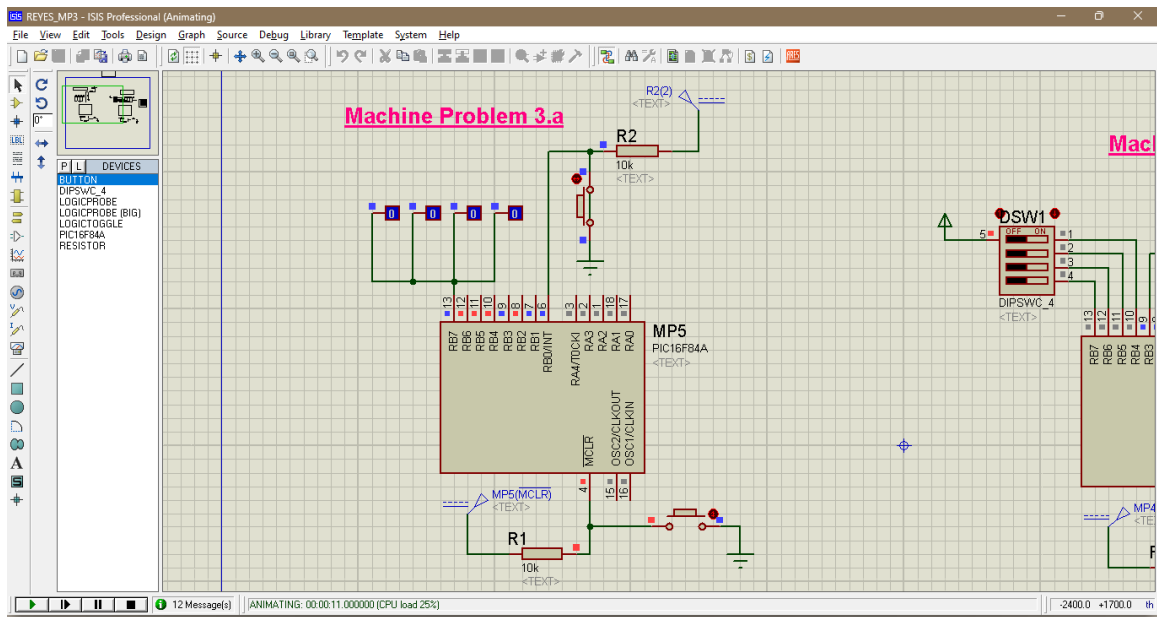 ISIS REYES_MP3 - ISIS Professional (Animating)
File View Edit Tools Design Graph Source Debug Library Template System Help
0°
LBL
P L DEVICES
BUTTON
DIPSWC_4
LOGICPROBE
LOGICPROBE (BIG)
LOGICTOGGLE
PIC16F84A
RESISTOR
Machine Problem 3.a
R2(2)
<TEXT>
R2
10k
<TEXT>
0 0 0 0
13 12 11 10 9 8 7 6 3 2 1 18 17
RB7 RB6 RB5 RB4 RB3 RB2 RB1 RB0/INT RA4/T0CKI RA3 RA2 RA1 RA0
MP5
PIC16F84A
<TEXT>
MCLR OSC2/CLKOUT OSC1/CLKIN
4 15 16
MP5(MCLR)
<TEXT>
R1
10k
<TEXT>
Mac
DSW1
OFF ON
5
1
2
3
4
DIPSWC_4
<TEXT>
13 12 11 10 9
RB7 RB6 RB5 RB4 RB3
MP4
<TE
12 Message(s) ANIMATING: 00:00:11.000000 (CPU load 25%) -2400.0 +1700.0 th